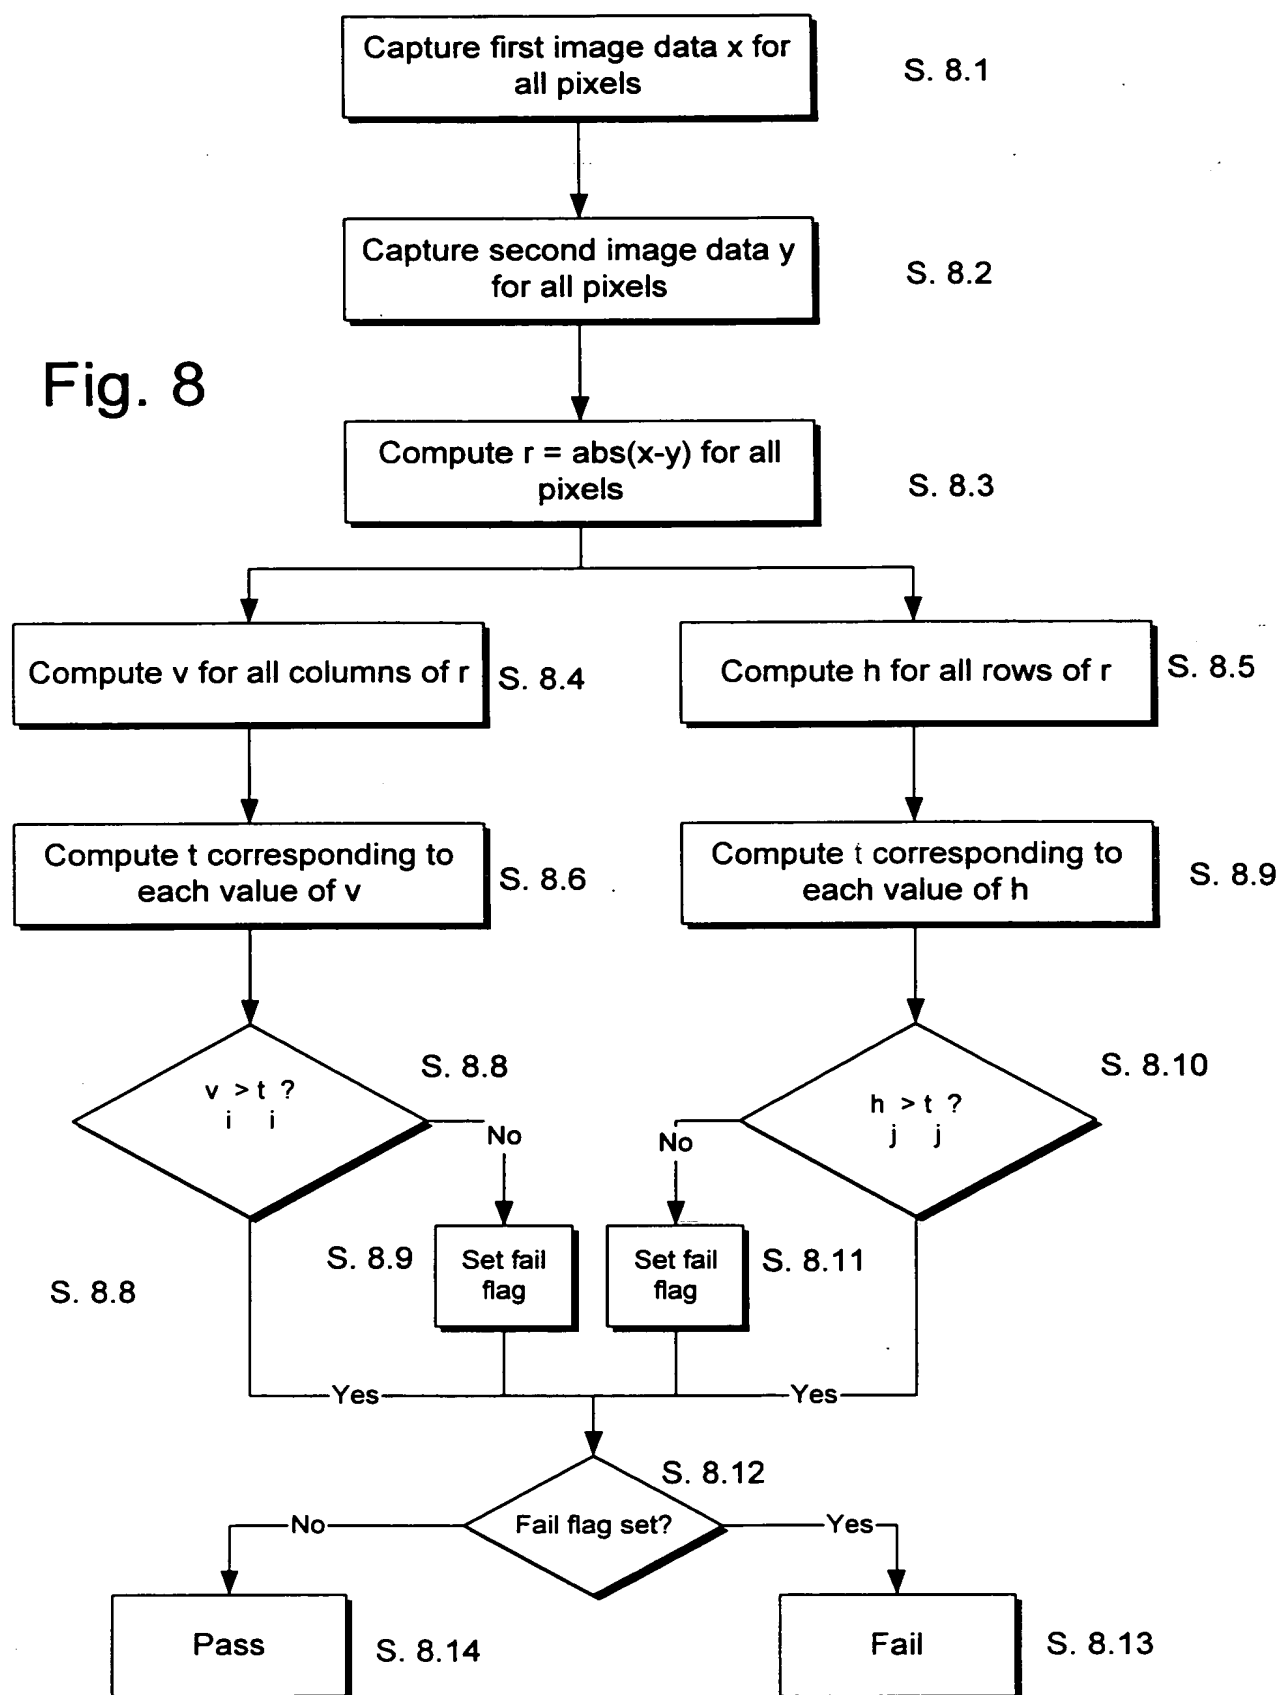 Capture first image data x for
all pixels
S. 8.1
Capture second image data y
for all pixels
S. 8.2
Fig. 8
Compute r = abs(x-y) for all
pixels
S. 8.3
Compute v for all columns of r
S. 8.4
Compute h for all rows of r
S. 8.5
Compute t corresponding to
each value of v
S. 8.6
Compute t corresponding to
each value of h
S. 8.9
v > t ?
i i
S. 8.8
No
h > t ?
j j
S. 8.10
No
S. 8.8
S. 8.9
Set fail
flag
Set fail
flag
S. 8.11
Yes
Yes
S. 8.12
Fail flag set?
No
Yes
Pass
S. 8.14
Fail
S. 8.13